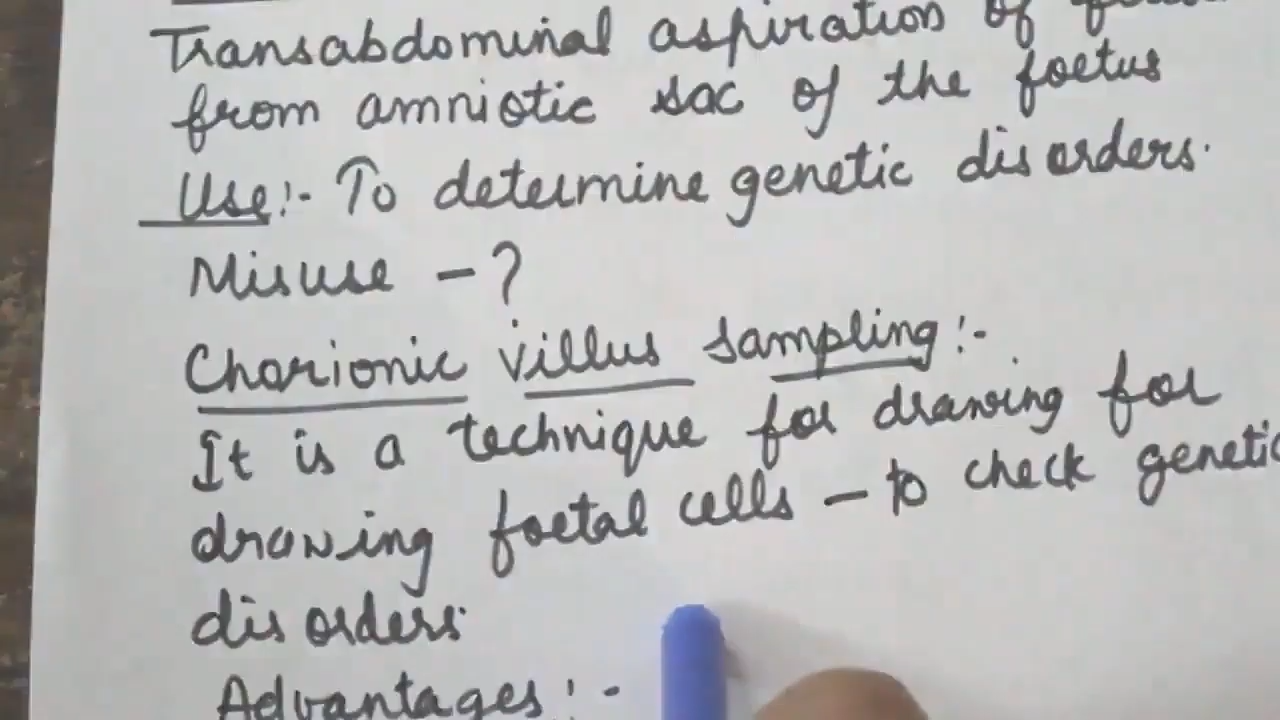 Transabdominal aspiration of
from amniotic sac of the foetus
Use:- To determine genetic disorders.
Misuse - ?
Chorionic villus sampling:-
It is a technique for drawing for
drawing foetal cells - to check genetic
disorders.
Advantages:-